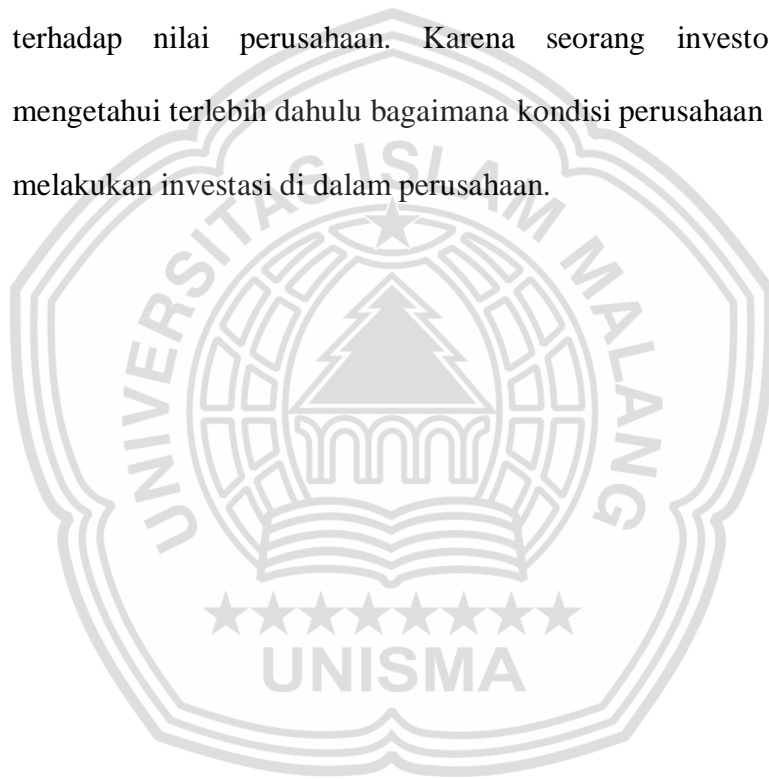 terhadap nilai perusahaan. Karena seorang investo
mengetahui terlebih dahulu bagaimana kondisi perusahaan
melakukan investasi di dalam perusahaan.
UNIVERSITAS ISLAM MALANG
UNISMA